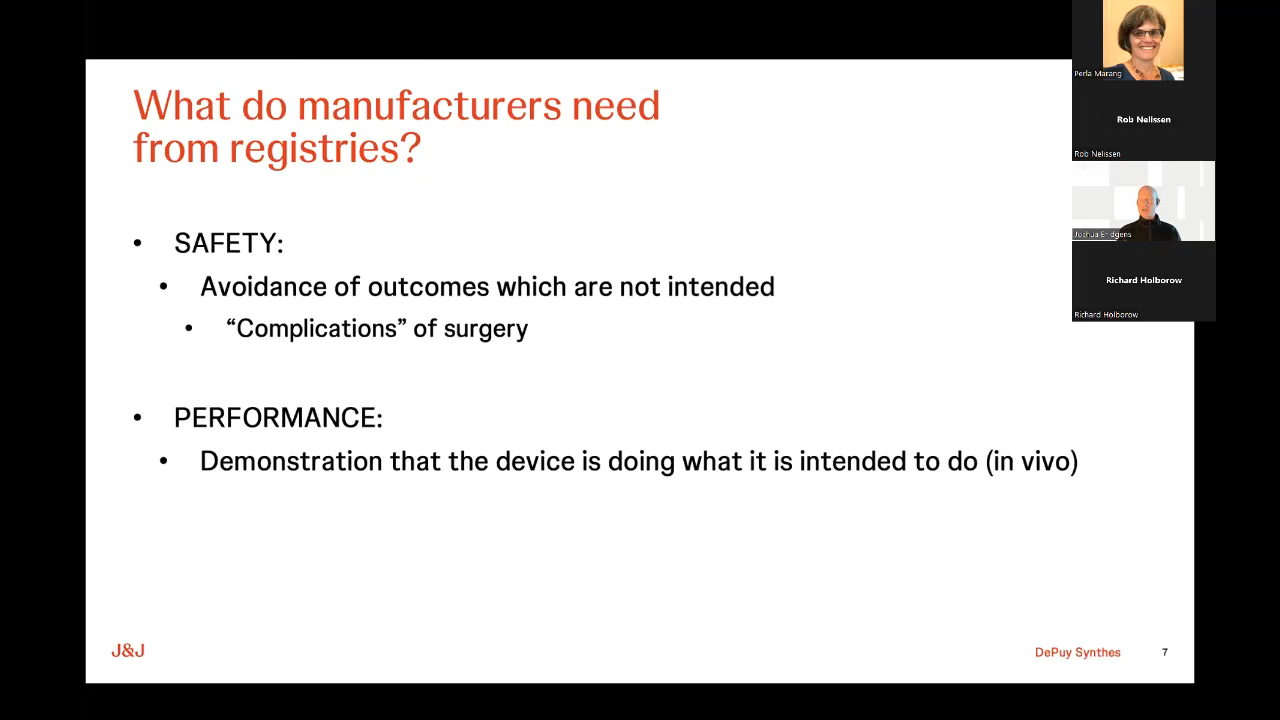 What do manufacturers need
from registries?
• SAFETY:
• Avoidance of outcomes which are not intended
• “Complications” of surgery
• PERFORMANCE:
• Demonstration that the device is doing what it is intended to do (in vivo)
J&J
DePuy Synthes
7
Perla Marang
Rob Nelissen
Rob Nelissen
Joshua Bridgens
Richard Holborow
Richard Holborow